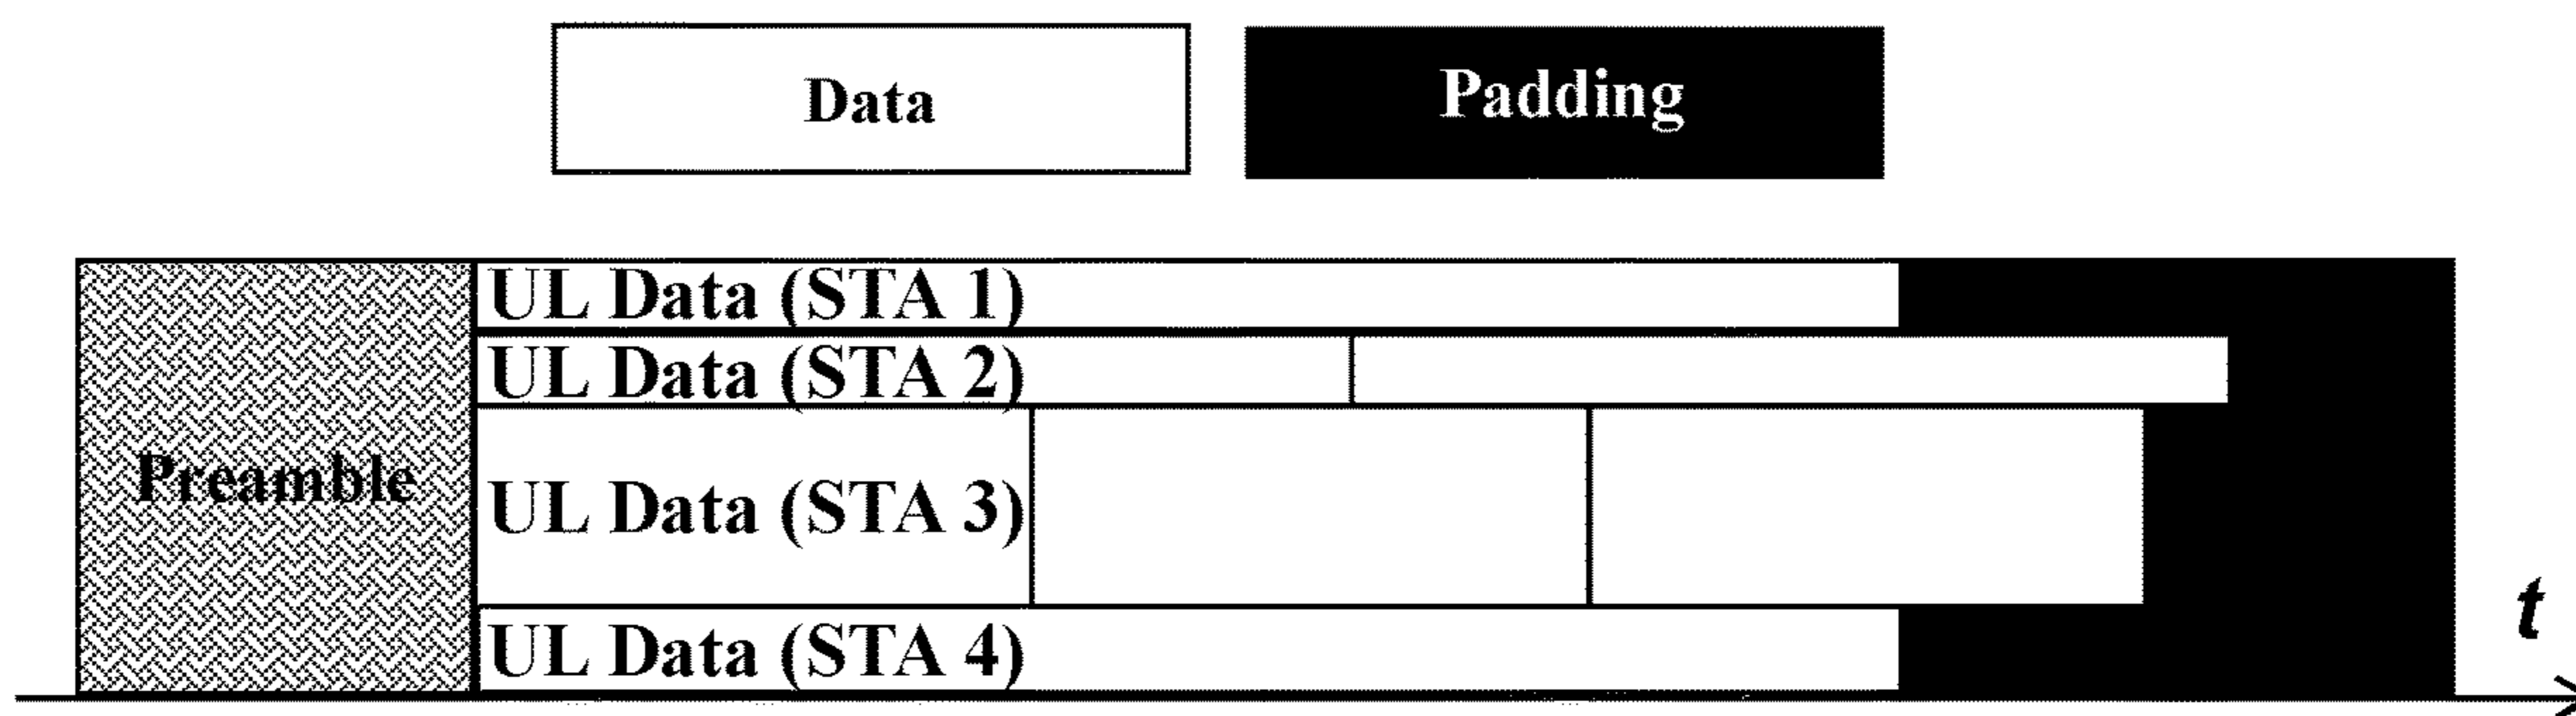 Data
Padding
UL Data (STA 1)
UL Data (STA 2)
Preamble
UL Data (STA 3)
UL Data (STA 4)
t